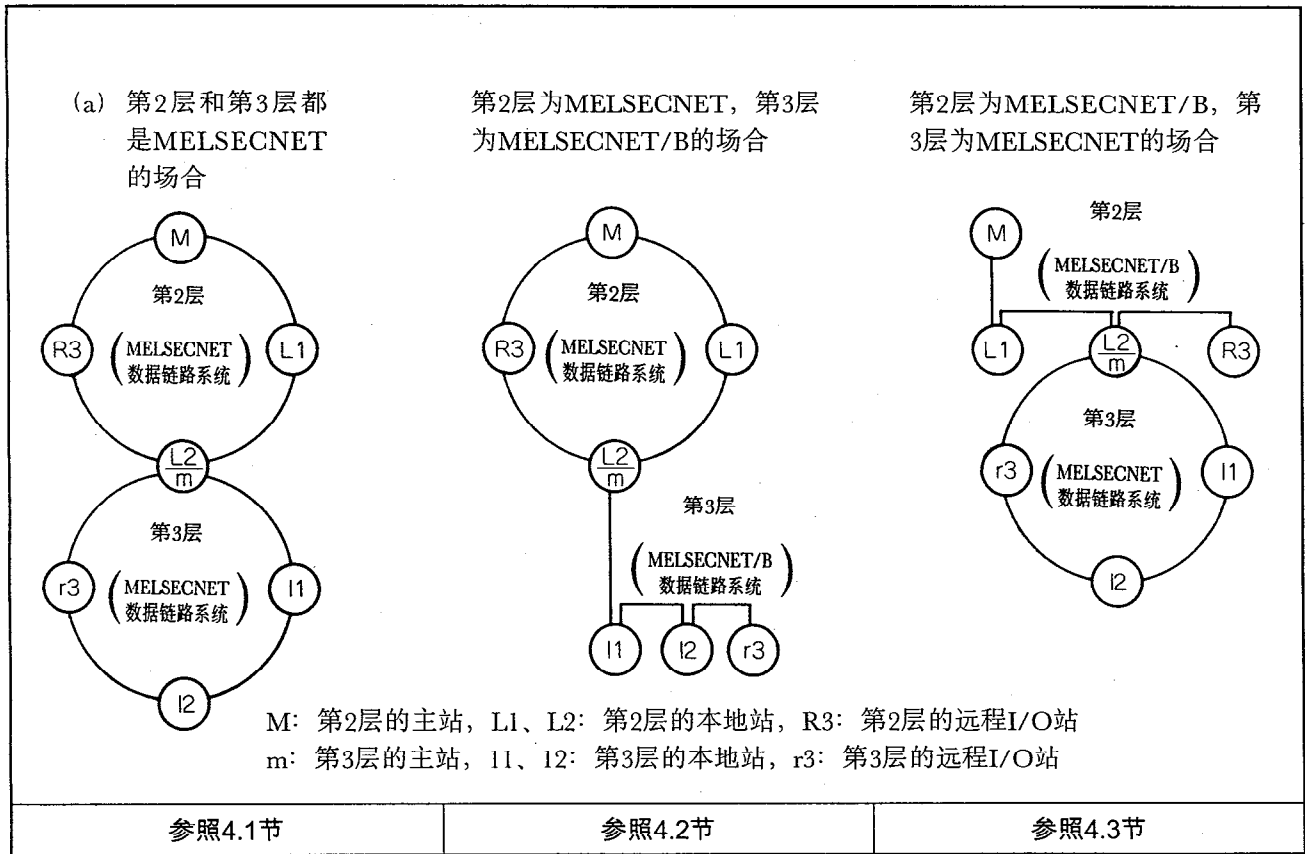 (a) 第2层和第3层都
是MELSECNET
的场合
M
第2层
R3
(MELSECNET
数据链路系统)
L1
L2
m
第3层
r3
(MELSECNET
数据链路系统)
l1
l2
第2层为MELSECNET,第3层
为MELSECNET/B的场合
M
第2层
R3
(MELSECNET
数据链路系统)
L1
L2
m
第3层
(MELSECNET/B
数据链路系统)
l1
l2
r3
第2层为MELSECNET/B,第
3层为MELSECNET的场合
第2层
M
(MELSECNET/B
数据链路系统)
L1
L2
m
R3
第3层
r3
(MELSECNET
数据链路系统)
l1
l2
M:第2层的主站,L1、L2:第2层的本地站,R3:第2层的远程I/O站
m:第3层的主站,11、12:第3层的本地站,r3:第3层的远程I/O站
参照4.1节
参照4.2节
参照4.3节